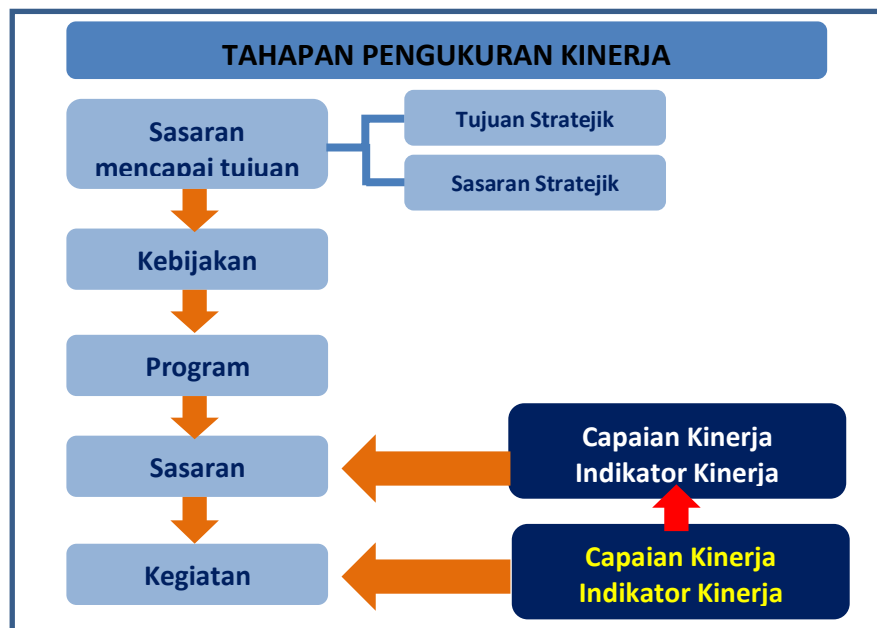 TAHAPAN PENGUKURAN KINERJA
Sasaran
mencapai tujuan
Tujuan Stratejik
Sasaran Stratejik
Kebijakan
Program
Sasaran
Capaian Kinerja
Indikator Kinerja
Kegiatan
Capaian Kinerja
Indikator Kinerja